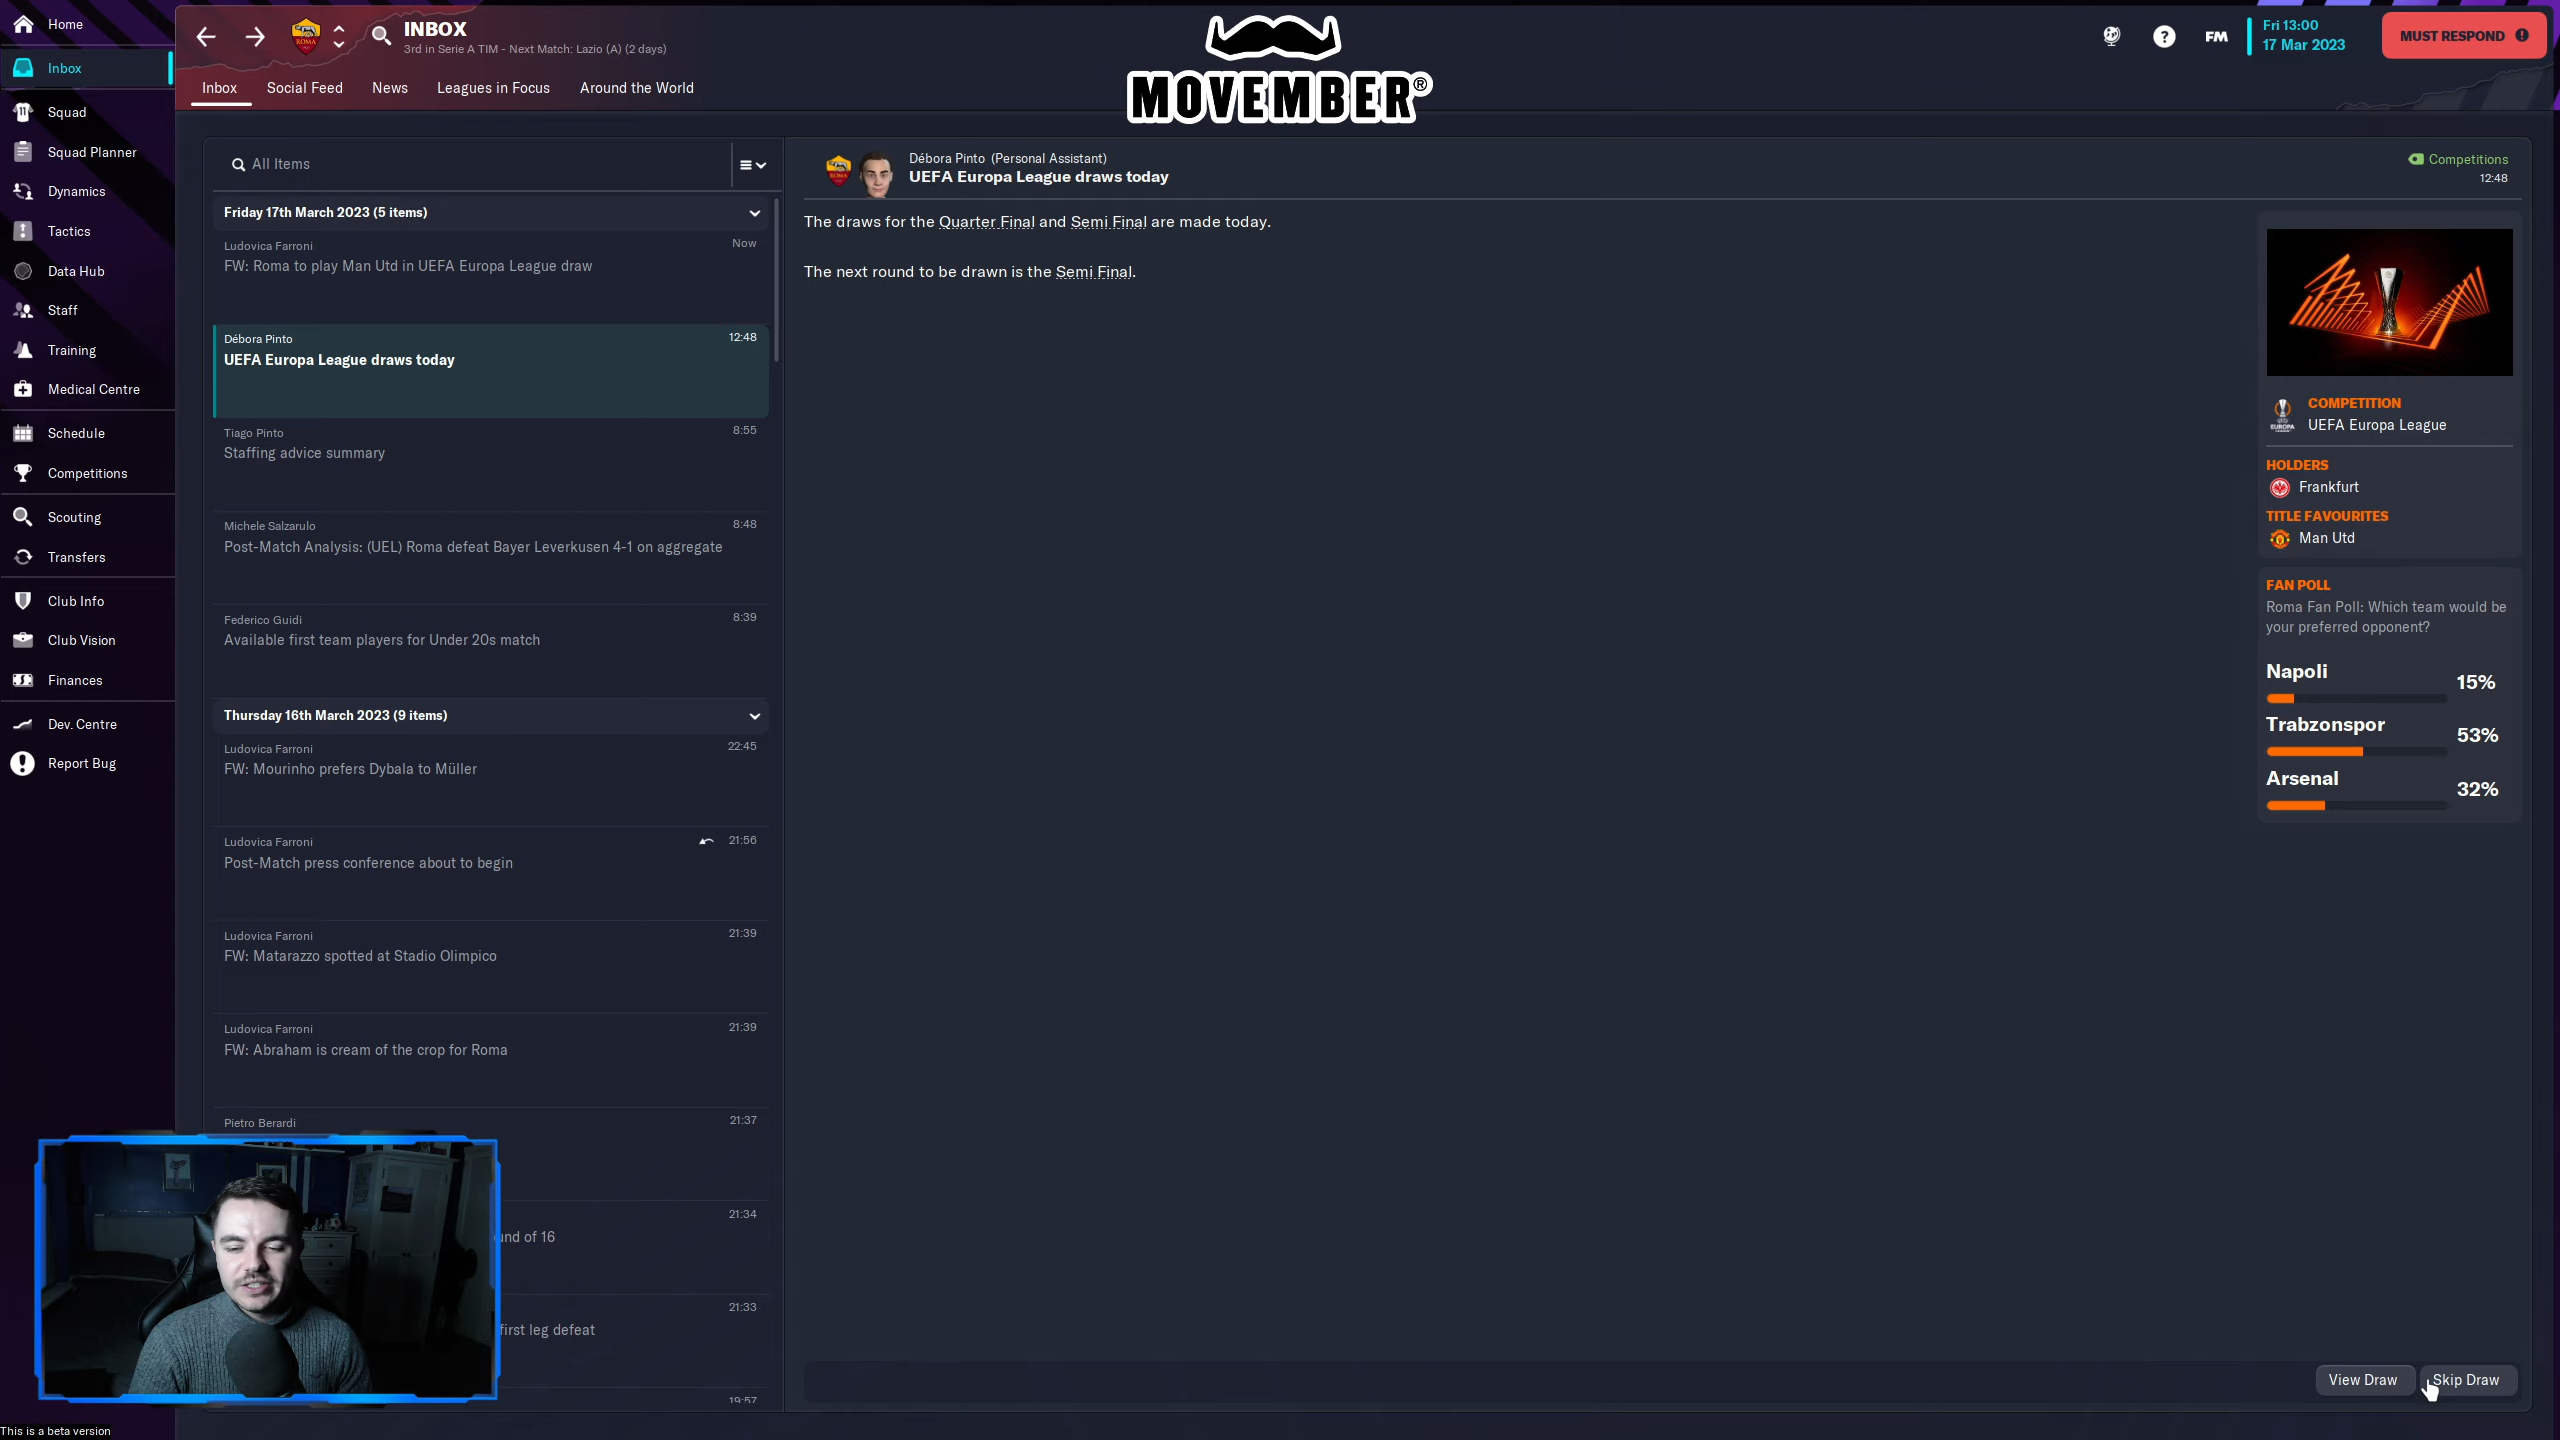 Home
Inbox
Squad
Squad Planner
Dynamics
Tactics
Data Hub
Staff
Training
Medical Centre
Schedule
Competitions
Scouting
Transfers
Club Info
Club Vision
Finances
Dev. Centre
Report Bug
This is a beta version
INBOX
3rd in Serie A TIM - Next Match: Lazio (A) (2 days)
Inbox Social Feed News Leagues in Focus Around the World
MOVEMBER®
FM
Fri 13:00
17 Mar 2023
MUST RESPOND
All Items
Friday 17th March 2023 (5 items)
Ludovica Farroni Now
FW: Roma to play Man Utd in UEFA Europa League draw
Débora Pinto 12:48
UEFA Europa League draws today
Tiago Pinto 8:55
Staffing advice summary
Michele Salzarulo 8:48
Post-Match Analysis: (UEL) Roma defeat Bayer Leverkusen 4-1 on aggregate
Federico Guidi 8:39
Available first team players for Under 20s match
Thursday 16th March 2023 (9 items)
Ludovica Farroni 22:45
FW: Mourinho prefers Dybala to Müller
Ludovica Farroni 21:56
Post-Match press conference about to begin
Ludovica Farroni 21:39
FW: Matarazzo spotted at Stadio Olimpico
Ludovica Farroni 21:39
FW: Abraham is cream of the crop for Roma
Pietro Berardi 21:37
21:34
of 16
21:33
first leg defeat
19:57
Débora Pinto (Personal Assistant)
UEFA Europa League draws today
Competitions
12:48
The draws for the Quarter Final and Semi Final are made today.
The next round to be drawn is the Semi Final.
COMPETITION
UEFA Europa League
HOLDERS
Frankfurt
TITLE FAVOURITES
Man Utd
FAN POLL
Roma Fan Poll: Which team would be
your preferred opponent?
Napoli 15%
Trabzonspor 53%
Arsenal 32%
View Draw Skip Draw